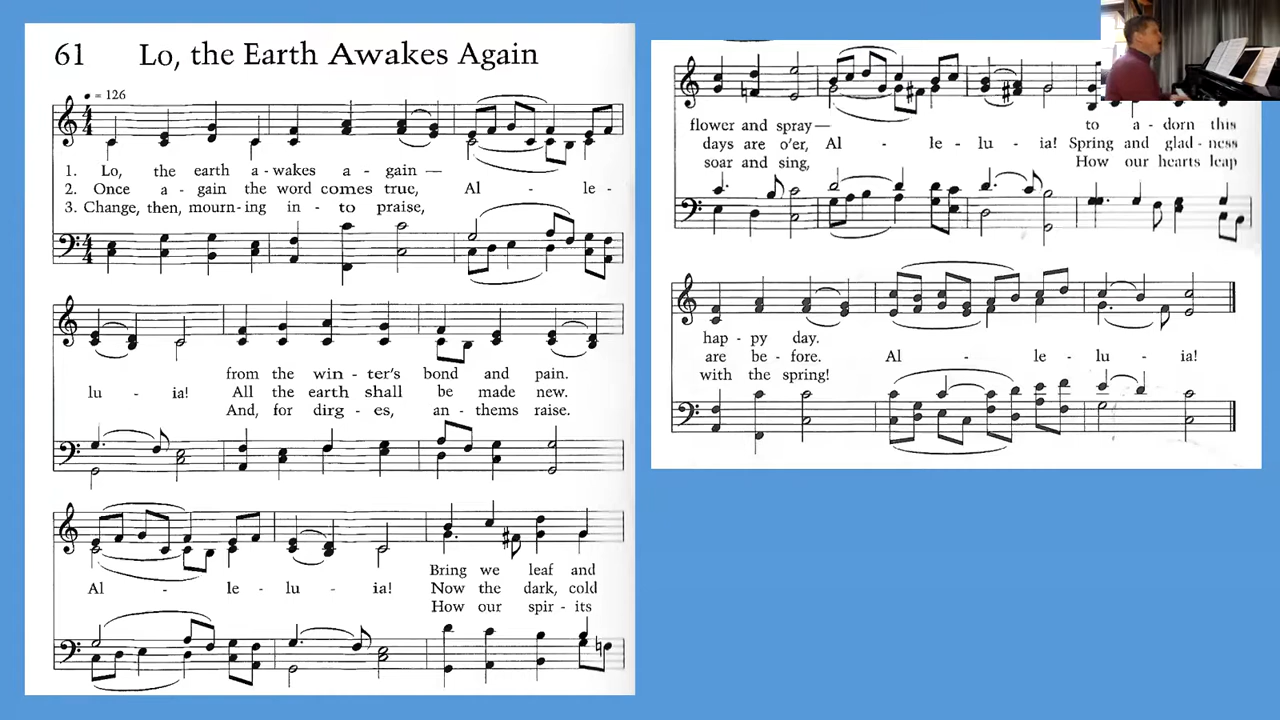 61 Lo, the Earth Awakes Again
= 126
1. Lo, the earth a - wakes a - gain —
2. Once a - gain the word comes true, Al - le -
3. Change, then, mourn - ing in - to praise,
from the win - ter's bond and pain.
lu - ia! All the earth shall be made new.
And, for dirg - es, an - thems raise.
Bring we leaf and
Al - le - lu - ia! Now the dark, cold
How our spir - its
flower and spray — to a - dorn this
days are o'er, Al - le - lu - ia! Spring and glad - ness
soar and sing, How our hearts leap
hap - py day.
are be - fore. Al - le - lu - ia!
with the spring!